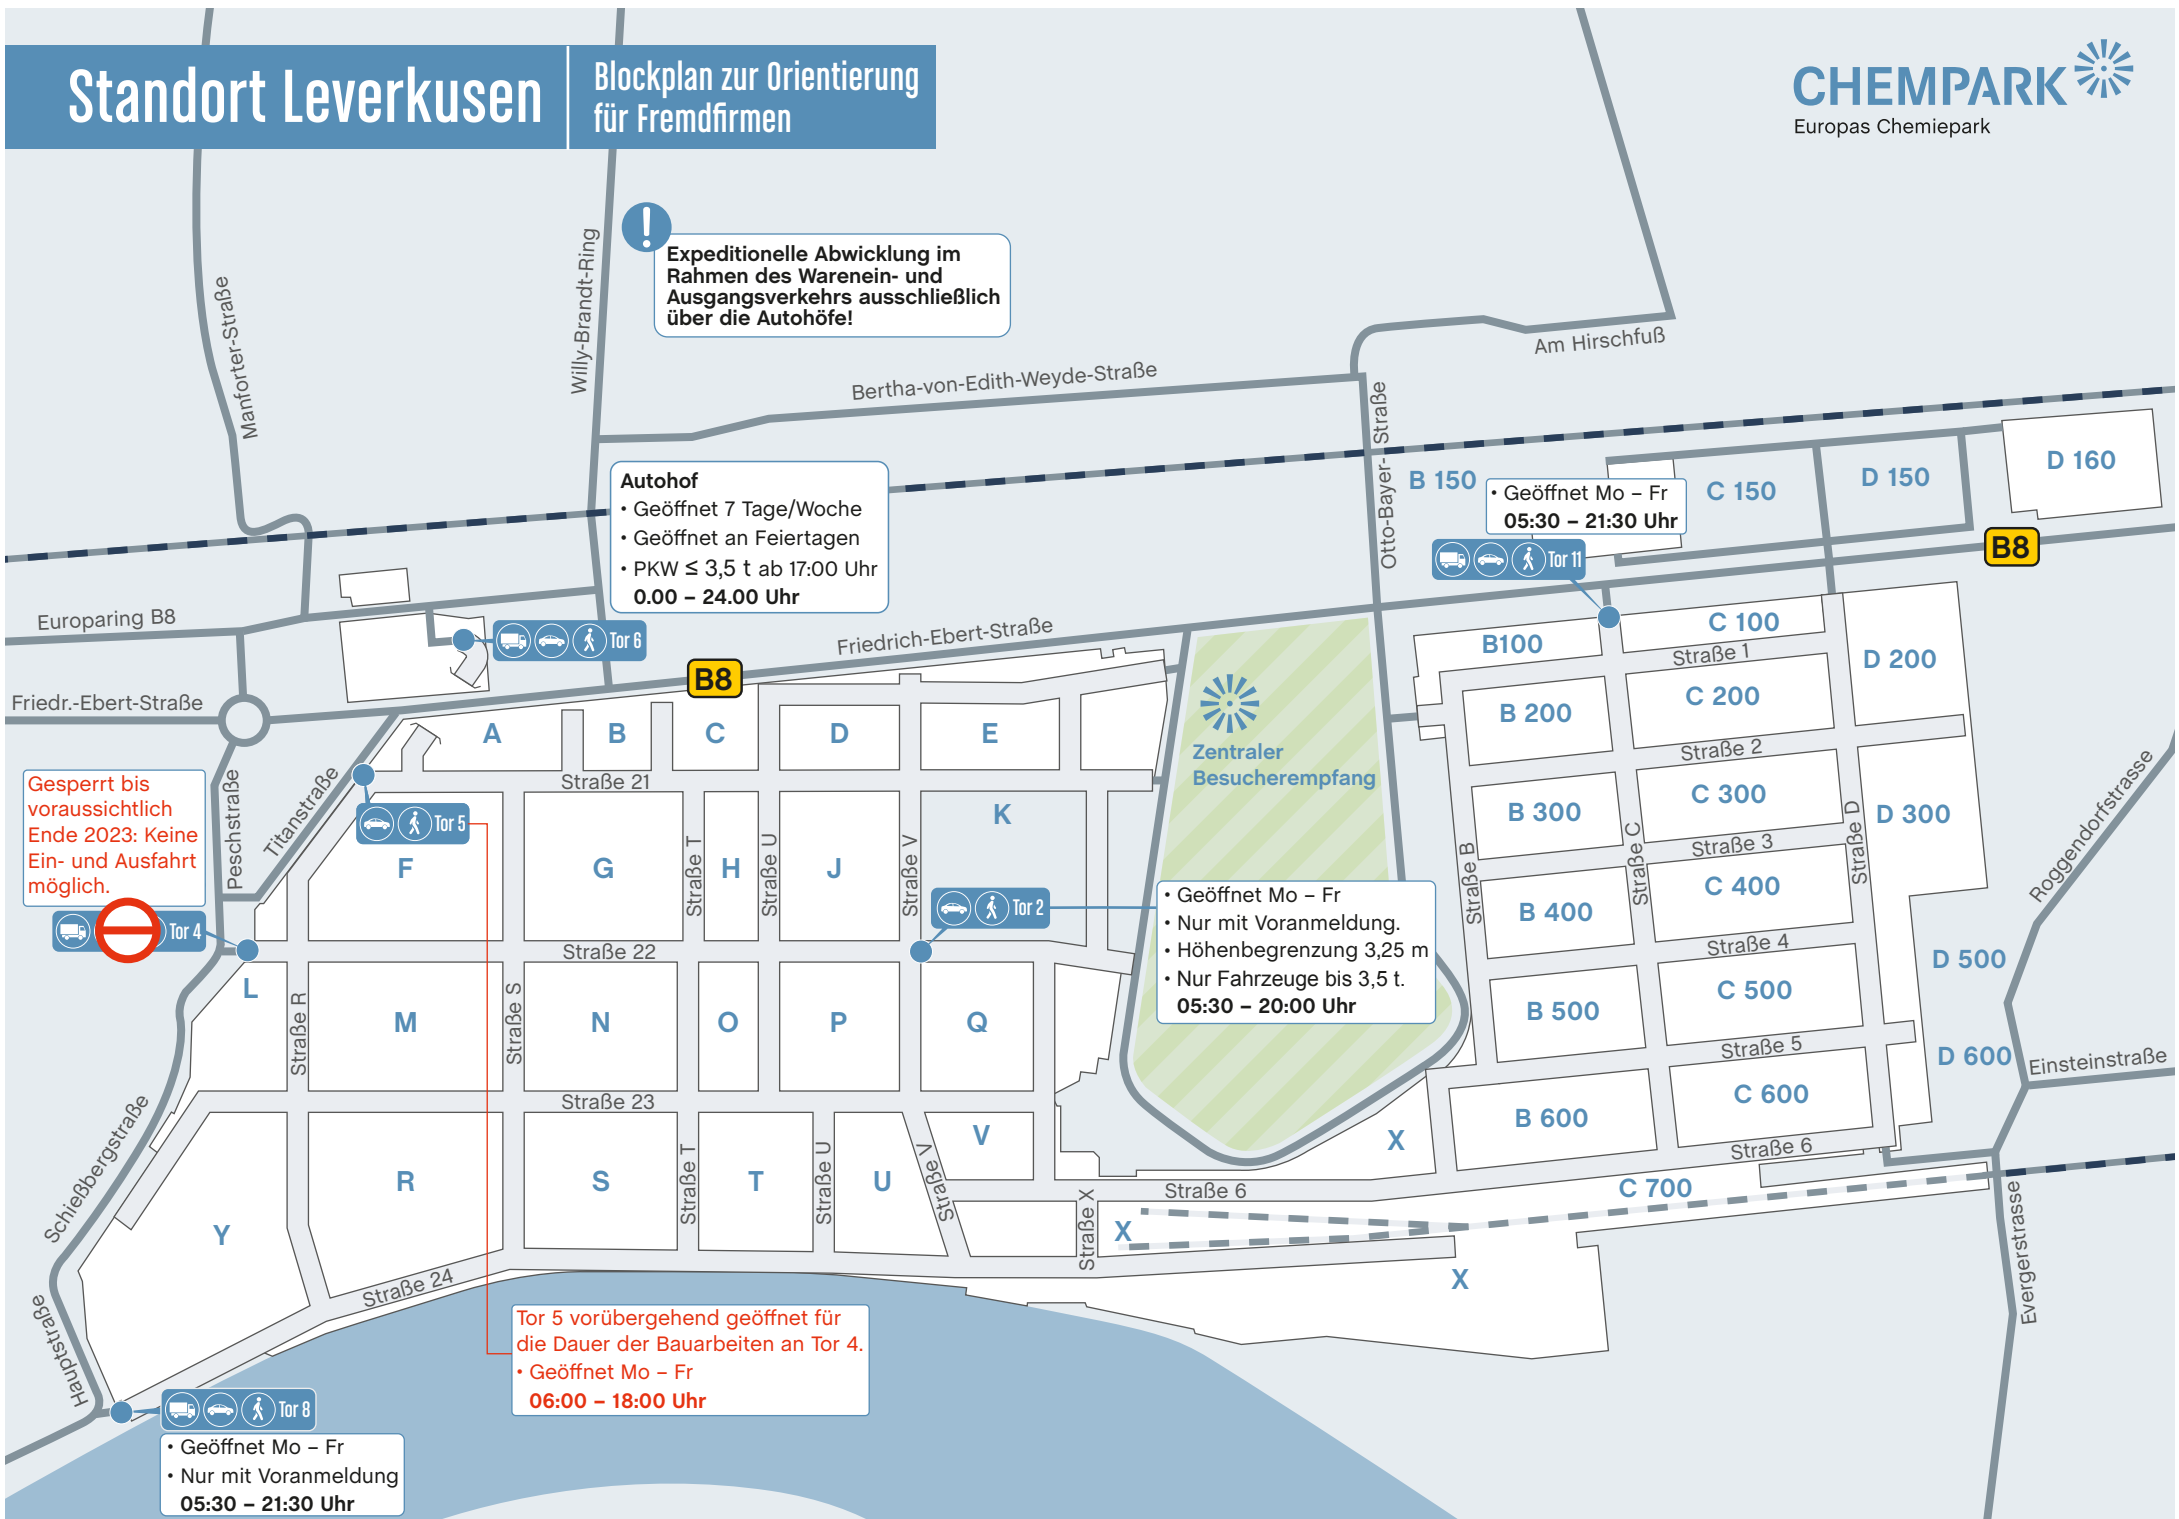 Standort Leverkusen
Blockplan zur Orientierung
für Fremdfirmen
CHEMPARK
Europas Chemiepark
!
Expeditionelle Abwicklung im
Rahmen des Warenein- und
Ausgangsverkehrs ausschließlich
über die Autohöfe!
Manforter-Straße
Willy-Brandt-Ring
Bertha-von-Edith-Weyde-Straße
Am Hirschfuß
Otto-Bayer-Straße
Autohof
• Geöffnet 7 Tage/Woche
• Geöffnet an Feiertagen
• PKW ≤ 3,5 t ab 17:00 Uhr
0.00 – 24.00 Uhr
B 150
• Geöffnet Mo – Fr
05:30 – 21:30 Uhr
Tor 11
C 150
D 150
D 160
B8
Europaring B8
Tor 6
Friedrich-Ebert-Straße
B8
Friedr.-Ebert-Straße
B100
C 100
Straße 1
D 200
B 200
C 200
Straße 2
B 300
C 300
Straße 3
D 300
B 400
C 400
Straße 4
D 500
B 500
C 500
Straße 5
D 600
B 600
C 600
Straße 6
C 700
Straße B
Straße C
Straße D
Roggendorfstrasse
Einsteinstraße
Evergerstrasse
Zentraler
Besucherempfang
A
B
C
D
E
Straße 21
Gesperrt bis
voraussichtlich
Ende 2023: Keine
Ein- und Ausfahrt
möglich.
Tor 4
Peschstraße
Titanstraße
Tor 5
F
G
H
J
K
Straße T
Straße U
Straße V
Tor 2
• Geöffnet Mo – Fr
• Nur mit Voranmeldung.
• Höhenbegrenzung 3,25 m
• Nur Fahrzeuge bis 3,5 t.
05:30 – 20:00 Uhr
Straße 22
L
Straße R
M
Straße S
N
O
P
Q
Straße 23
Schießbergstraße
Y
R
S
Straße T
T
Straße U
U
Straße V
V
X
Straße 6
Straße X
X
X
Straße 24
Hauptstraße
Tor 5 vorübergehend geöffnet für
die Dauer der Bauarbeiten an Tor 4.
• Geöffnet Mo – Fr
06:00 – 18:00 Uhr
Tor 8
• Geöffnet Mo – Fr
• Nur mit Voranmeldung
05:30 – 21:30 Uhr